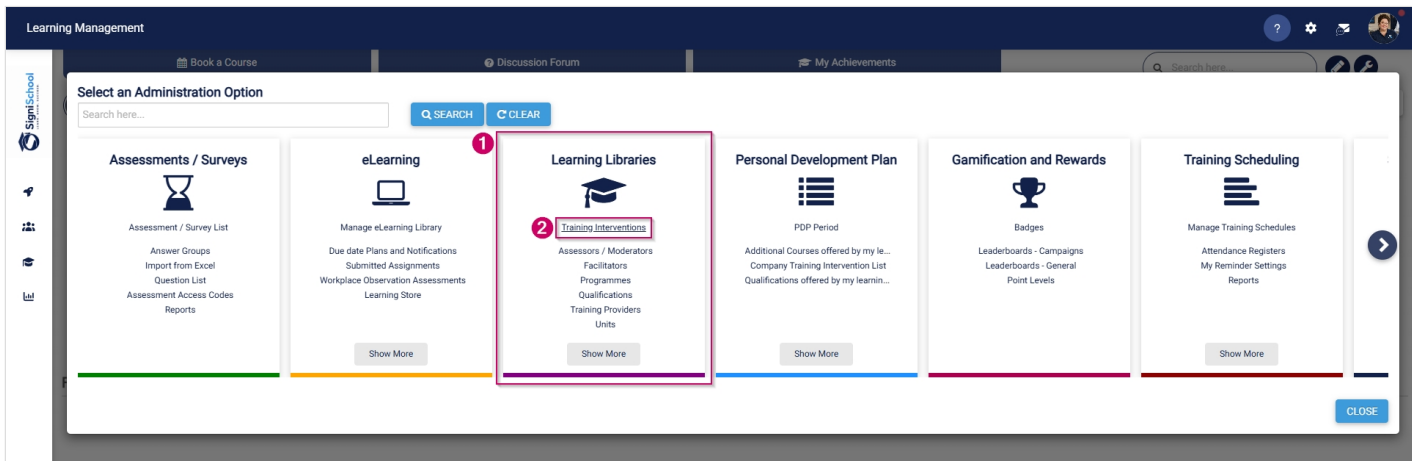 Learning Management
?
Book a Course
Discussion Forum
My Achievements
Search here...
SigniSchool
Select an Administration Option
Search here...
SEARCH
CLEAR
1
Assessments / Surveys
Assessment / Survey List
Answer Groups
Import from Excel
Question List
Assessment Access Codes
Reports
eLearning
Manage eLearning Library
Due date Plans and Notifications
Submitted Assignments
Workplace Observation Assessments
Learning Store
Show More
Learning Libraries
2
Training Interventions
Assessors / Moderators
Facilitators
Programmes
Qualifications
Training Providers
Units
Show More
Personal Development Plan
PDP Period
Additional Courses offered by my le...
Company Training Intervention List
Qualifications offered by my learnin...
Show More
Gamification and Rewards
Badges
Leaderboards - Campaigns
Leaderboards - General
Point Levels
Training Scheduling
Manage Training Schedules
Attendance Registers
My Reminder Settings
Reports
Show More
CLOSE